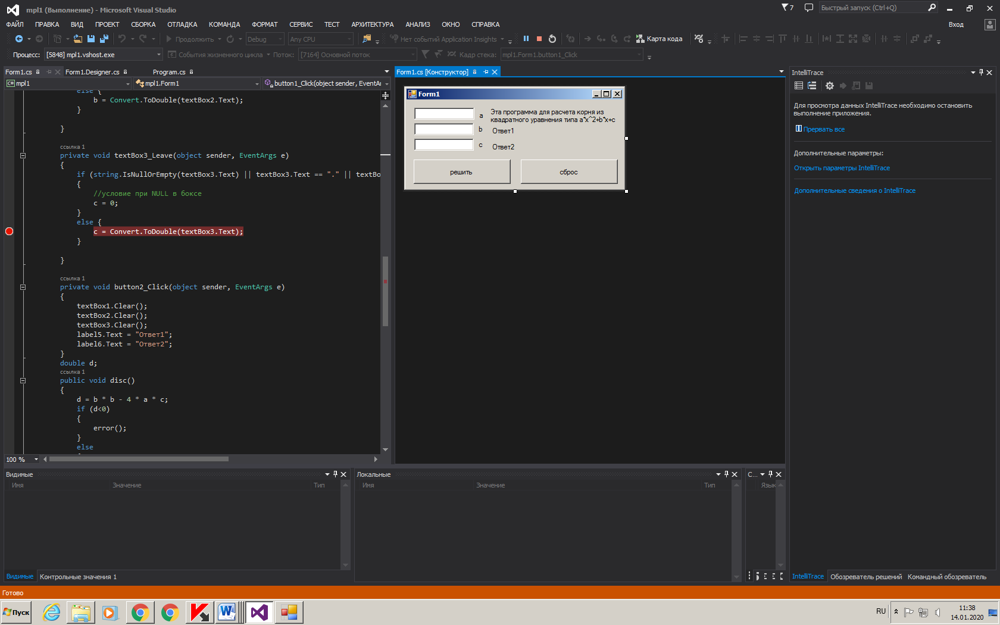 mpl1 (Выполнение) - Microsoft Visual Studio
7
Быстрый запуск (Ctrl+Q)
ФАЙЛ ПРАВКА ВИД ПРОЕКТ СБОРКА ОТЛАДКА КОМАНДА ФОРМАТ СЕРВИС ТЕСТ АРХИТЕКТУРА АНАЛИЗ ОКНО СПРАВКА
Вход
Продолжить Debug Any CPU Нет событий Application Insights Карта кода
Процесс: [5848] mpl1.vshost.exe События жизненного цикла Поток: [7164] Основной поток Кадр стека: mpl1.Form1.button1_Click
Form1.cs Form1.Designer.cs Program.cs
mpl1 mpl1.Form1 button1_Click(object sender, EventAr
else {
b = Convert.ToDouble(textBox2.Text);
}
}
ссылка 1
private void textBox3_Leave(object sender, EventArgs e)
{
if (string.IsNullOrEmpty(textBox3.Text) || textBox3.Text == "." || textBo
{
//условие при NULL в боксе
c = 0;
}
else {
c = Convert.ToDouble(textBox3.Text);
}
}
ссылка 1
private void button2_Click(object sender, EventArgs e)
{
textBox1.Clear();
textBox2.Clear();
textBox3.Clear();
label5.Text = "Ответ1";
label6.Text = "Ответ2";
}
double d;
ссылка 1
public void disc()
{
d = b * b - 4 * a * c;
if (d<0)
{
error();
}
else
100 %
Form1.cs [Конструктор]
Form1
a
Эта программа для расчета корня из
квадратного уравнения типа a*x^2+b*x+c
b
Ответ1
c
Ответ2
решить сброс
IntelliTrace
Для просмотра данных IntelliTrace необходимо остановить
выполнение приложения.
Прервать все
Дополнительные параметры:
Открыть параметры IntelliTrace
Дополнительные сведения о IntelliTrace
Видимые
Имя Значение Тип
Видимые Контрольные значения 1
Локальные
Имя Значение Тип
С...
Язык
IntelliTrace Обозреватель решений Командный обозреватель
Готово
Пуск
RU
11:38
14.01.2020